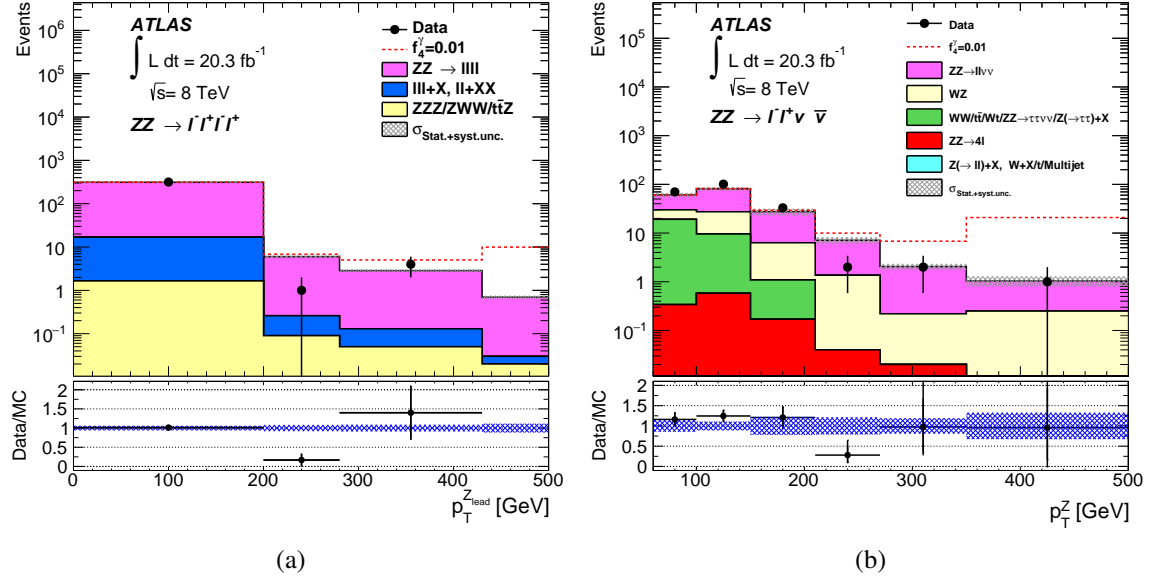 Events
10⁶
10⁵
10⁴
10³
10²
10
1
10⁻¹
ATLAS
∫ L dt = 20.3 fb⁻¹
√s= 8 TeV
ZZ → l⁻l⁺l⁻l⁺
Data
f₄^γ=0.01
ZZ → llll
lll+X, ll+XX
ZZZ/ZWW/tt̄Z
σ Stat.+syst.unc.
Data/MC
2
1.5
1
0.5
0
0 100 200 300 400 500
p_T^{Z_lead} [GeV]
(a)
Events
10⁵
10⁴
10³
10²
10
1
10⁻¹
ATLAS
∫ L dt = 20.3 fb⁻¹
√s= 8 TeV
ZZ → l⁻l⁺ν ν̅
Data
f₄^γ=0.01
ZZ→llνν
WZ
WW/tt̄/Wt/ZZ→ττνν/Z(→ττ)+X
ZZ→4l
Z(→ ll)+X, W+X/t/Multijet
σ Stat.+syst.unc.
Data/MC
2
1.5
1
0.5
0
100 200 300 400 500
p_T^Z [GeV]
(b)